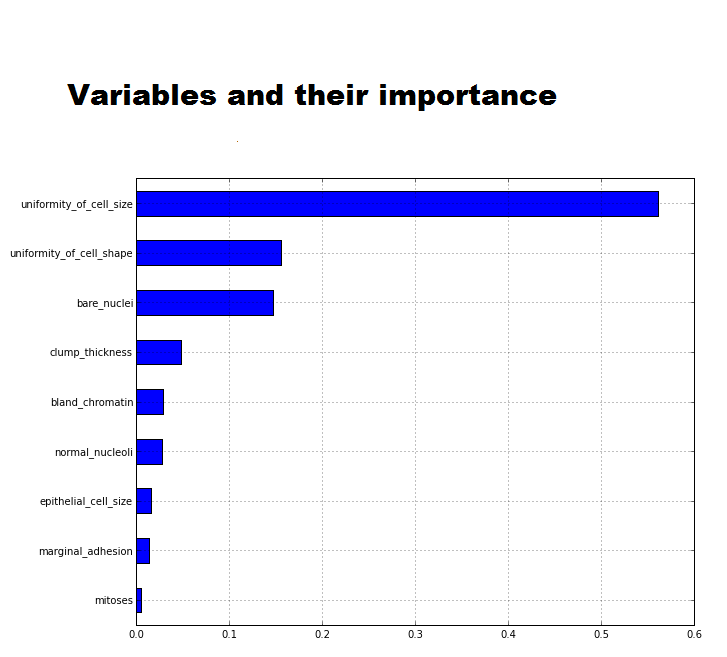 Variables and their importance
uniformity_of_cell_size
uniformity_of_cell_shape
bare_nuclei
clump_thickness
bland_chromatin
normal_nucleoli
epithelial_cell_size
marginal_adhesion
mitoses
0.0 0.1 0.2 0.3 0.4 0.5 0.6